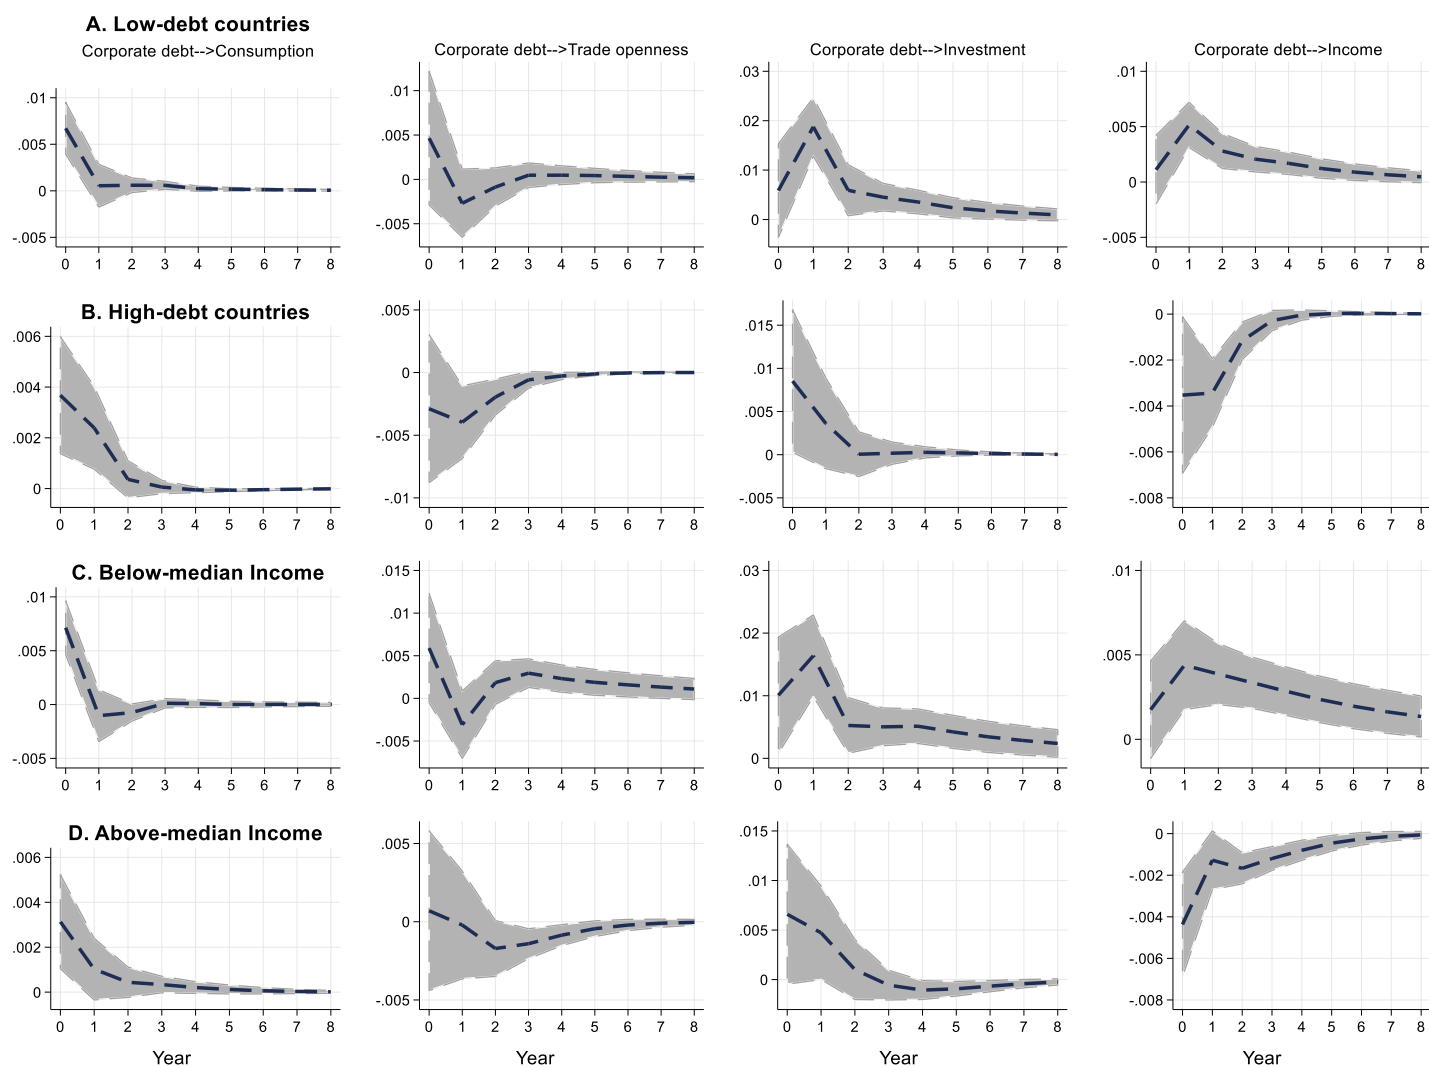 A. Low-debt countries
Corporate debt-->Consumption
Corporate debt-->Trade openness
Corporate debt-->Investment
Corporate debt-->Income
.01
.005
0
-.005
0 1 2 3 4 5 6 7 8
.01
.005
0
-.005
0 1 2 3 4 5 6 7 8
.03
.02
.01
0
0 1 2 3 4 5 6 7 8
.01
.005
0
-.005
0 1 2 3 4 5 6 7 8
B. High-debt countries
.006
.004
.002
0
0 1 2 3 4 5 6 7 8
.005
0
-.005
-.01
0 1 2 3 4 5 6 7 8
.015
.01
.005
0
-.005
0 1 2 3 4 5 6 7 8
0
-.002
-.004
-.006
-.008
0 1 2 3 4 5 6 7 8
C. Below-median Income
.01
.005
0
-.005
0 1 2 3 4 5 6 7 8
.015
.01
.005
0
-.005
0 1 2 3 4 5 6 7 8
.03
.02
.01
0
0 1 2 3 4 5 6 7 8
.01
.005
0
0 1 2 3 4 5 6 7 8
D. Above-median Income
.006
.004
.002
0
0 1 2 3 4 5 6 7 8
Year
.005
0
-.005
0 1 2 3 4 5 6 7 8
Year
.015
.01
.005
0
0 1 2 3 4 5 6 7 8
Year
0
-.002
-.004
-.006
-.008
0 1 2 3 4 5 6 7 8
Year